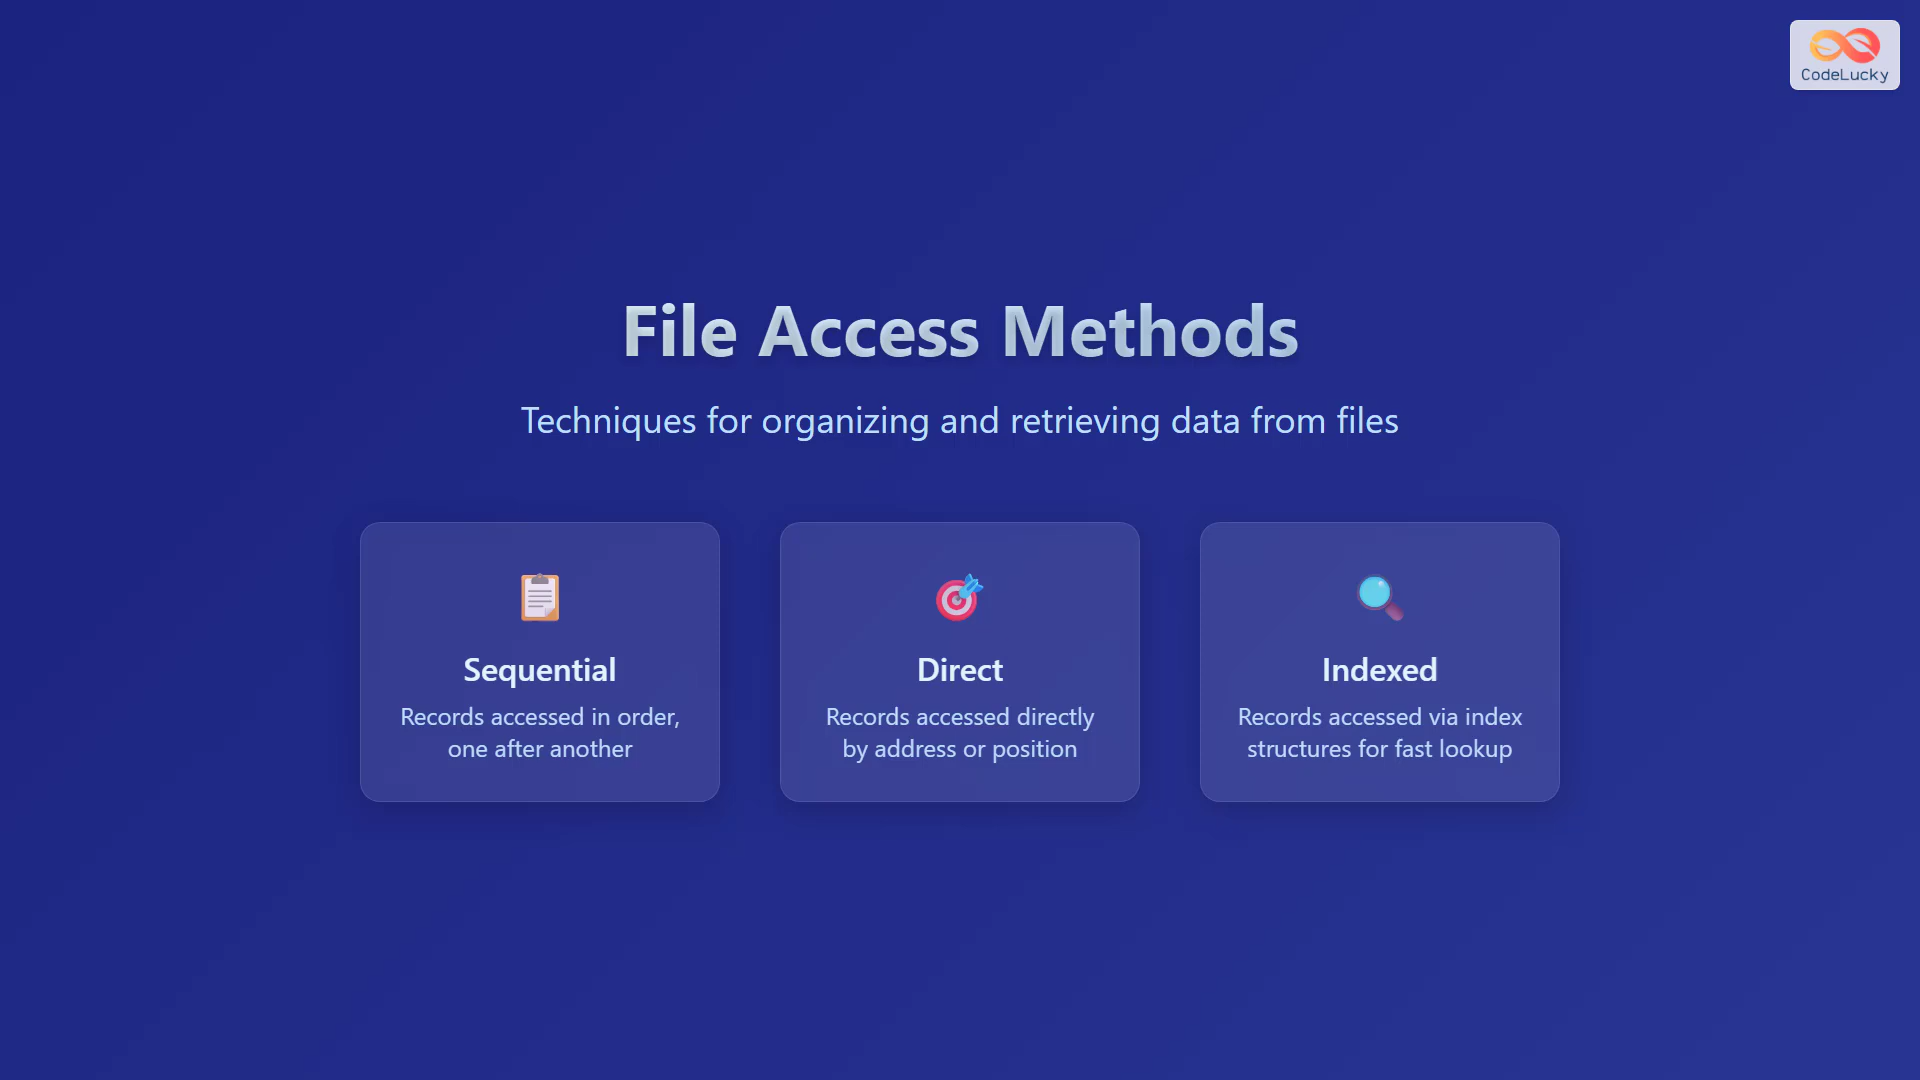 CodeLucky
File Access Methods
Techniques for organizing and retrieving data from files
Sequential
Records accessed in order,
one after another
Direct
Records accessed directly
by address or position
Indexed
Records accessed via index
structures for fast lookup